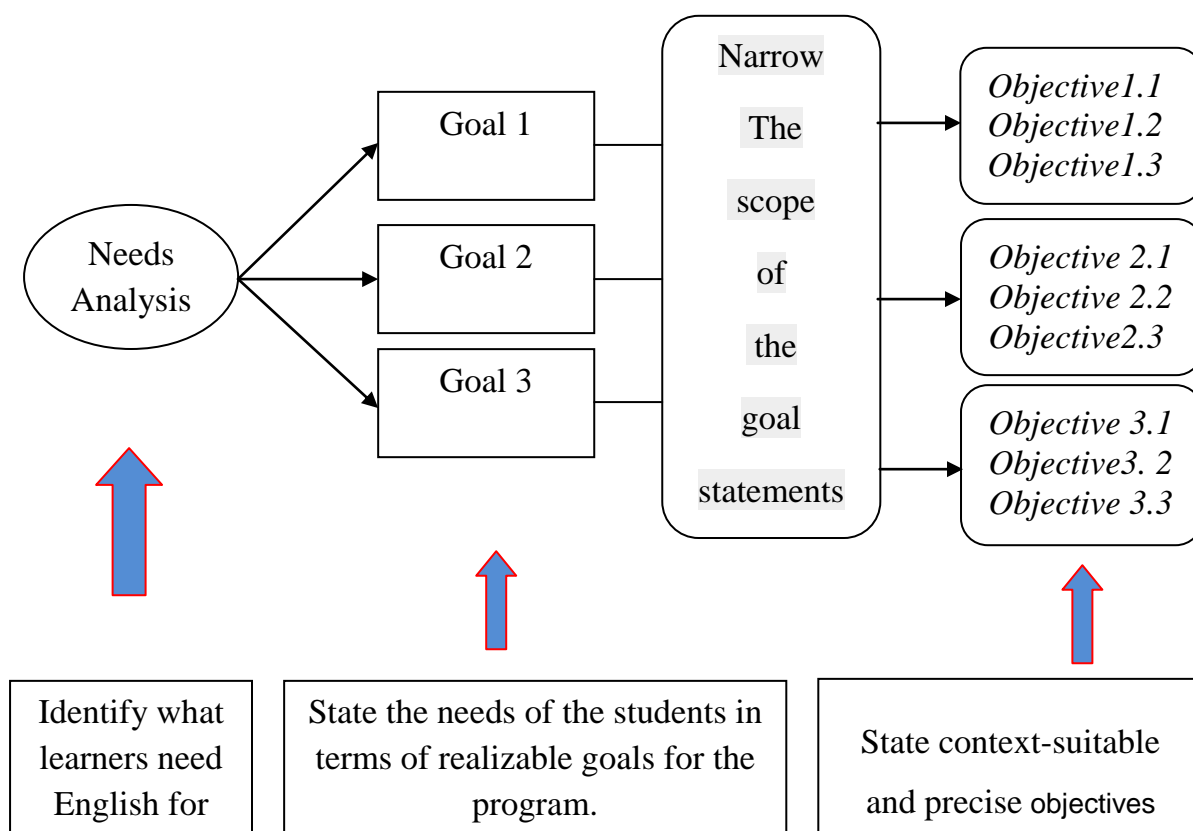 Needs
Analysis
Goal 1
Goal 2
Goal 3
Narrow
The
scope
of
the
goal
statements
Objective1.1
Objective1.2
Objective1.3
Objective 2.1
Objective 2.2
Objective2.3
Objective 3.1
Objective3. 2
Objective 3.3
Identify what
learners need
English for
State the needs of the students in
terms of realizable goals for the
program.
State context-suitable
and precise objectives